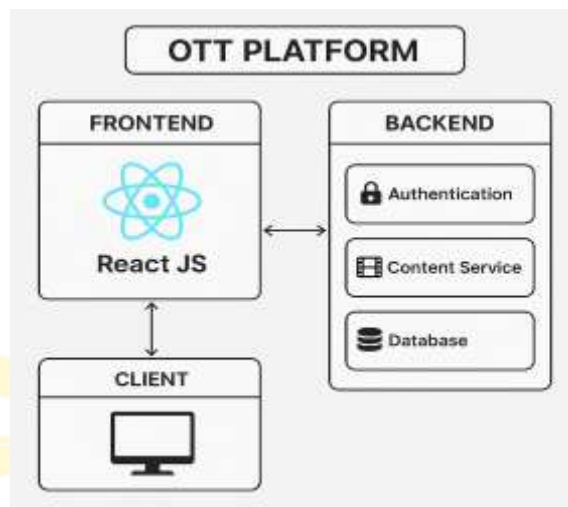 OTT PLATFORM
FRONTEND
React JS
BACKEND
Authentication
Content Service
Database
CLIENT